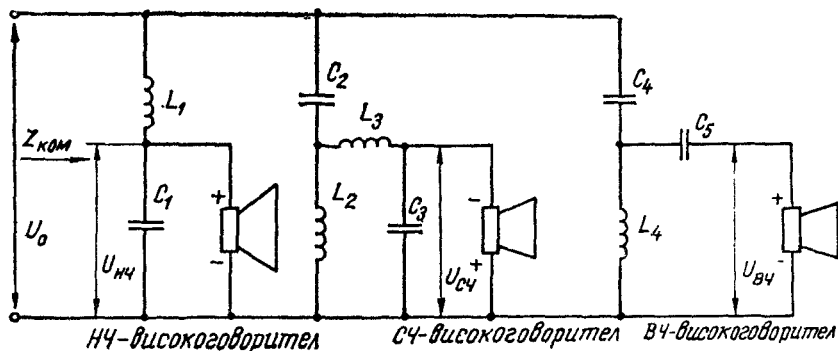 C₂
C₄
L₁
L₃
C₅
Zком
C₁
+
-
+
U₀
L₂
C₃
-
L₄
Uнч
-
Uсч
+
Uвч
-
НЧ-високоговорител
СЧ-високоговорител
ВЧ-високоговорител